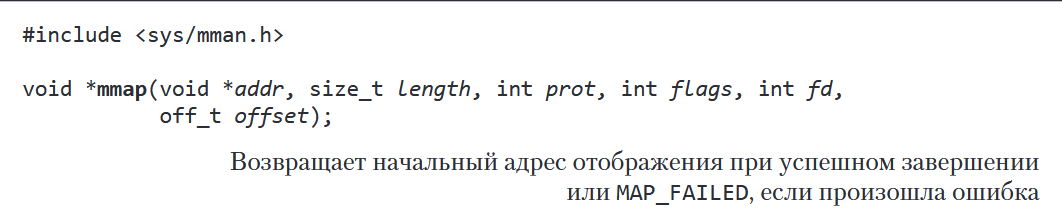 #include <sys/mman.h>
void *mmap(void *addr, size_t length, int prot, int flags, int fd,
off_t offset);
Возвращает начальный адрес отображения при успешном завершении
или MAP_FAILED, если произошла ошибка